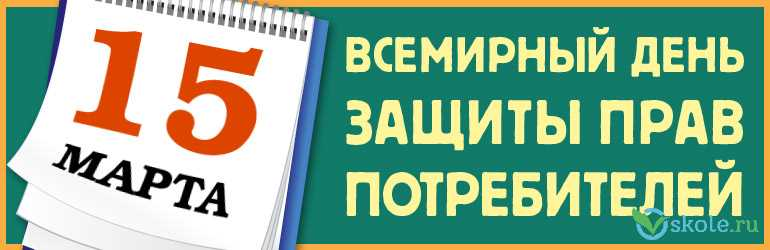 15
МАРТА
ВСЕМИРНЫЙ ДЕНЬ
ЗАЩИТЫ ПРАВ
ПОТРЕБИТЕЛЕЙ
Vskole.ru